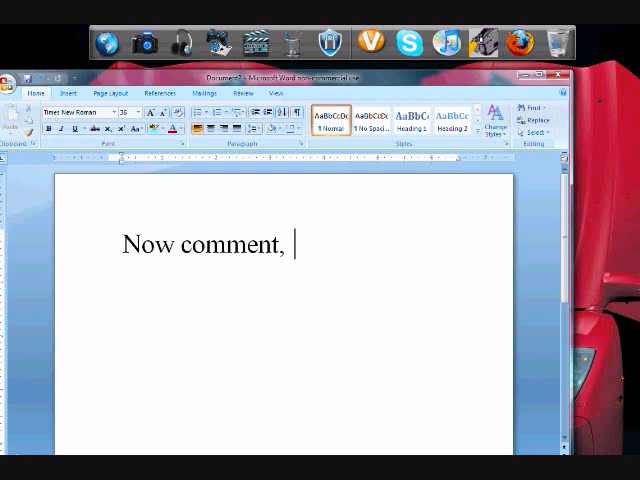 Document2 - Microsoft Word non-commercial use
Home Insert Page Layout References Mailings Review View
Paste
Times New Roman 36
AaBbCcDc AaBbCcDc AaBbC AaBbCc
¶ Normal ¶ No Spaci... Heading 1 Heading 2
Change Styles
Find
Replace
Select
Clipboard Font Paragraph Styles Editing
Now comment,